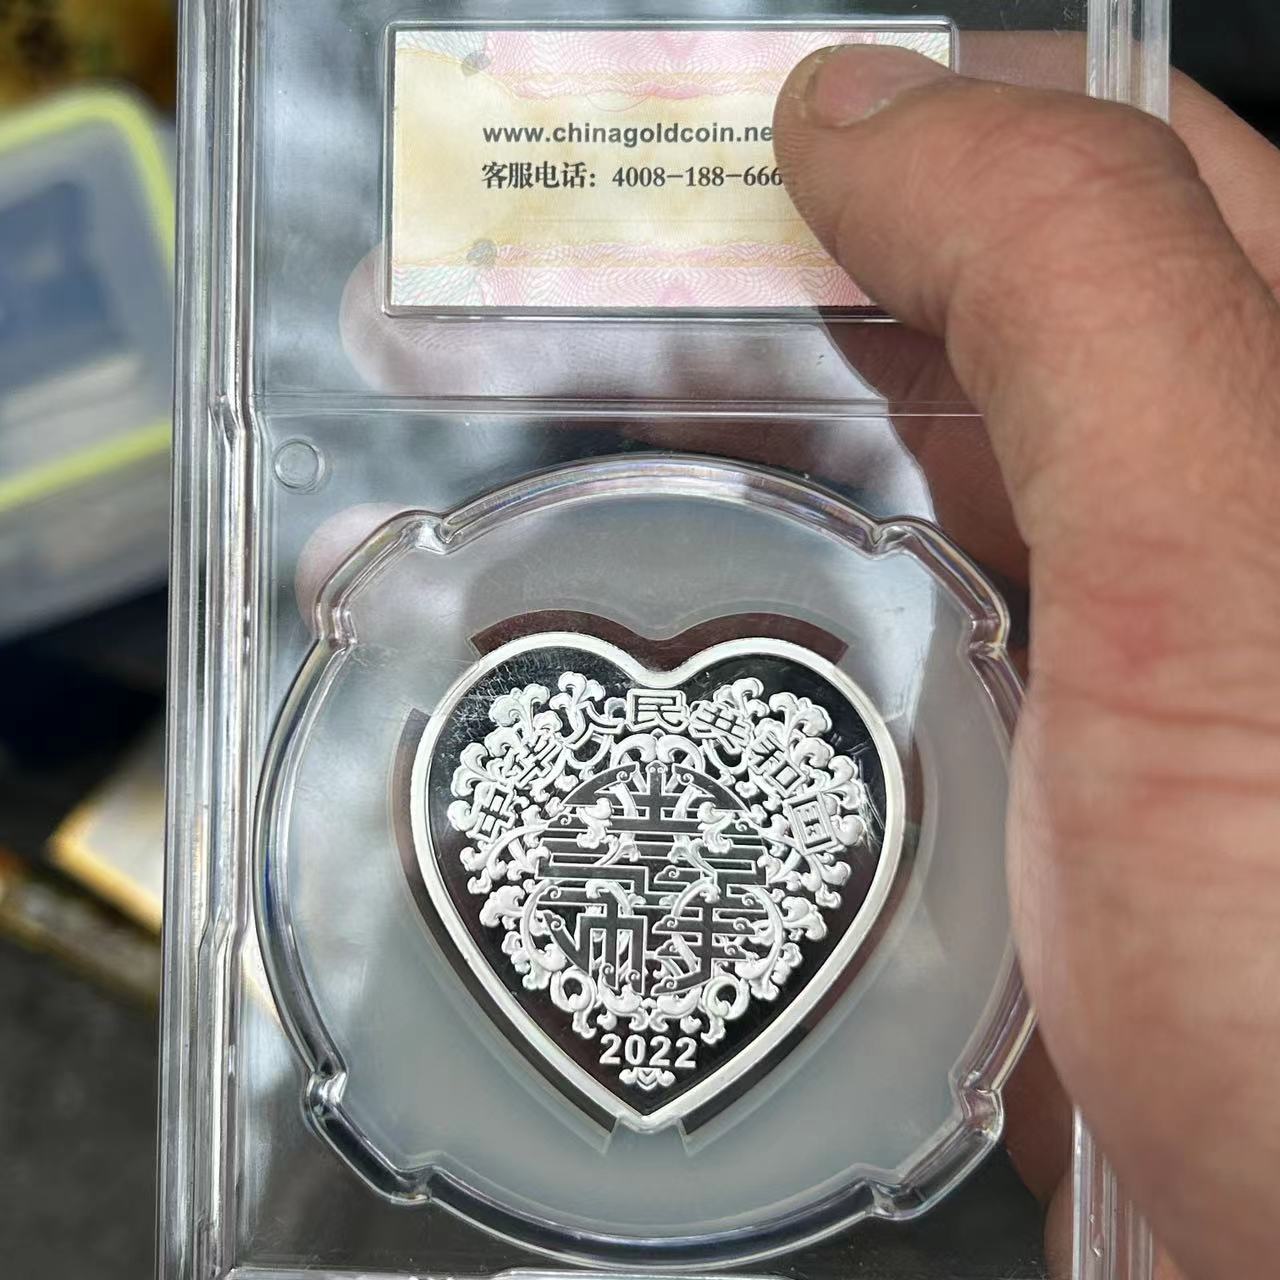 www.chinagoldcoin.ne
客服电话：4008-188-666
中华人民共和国
2022